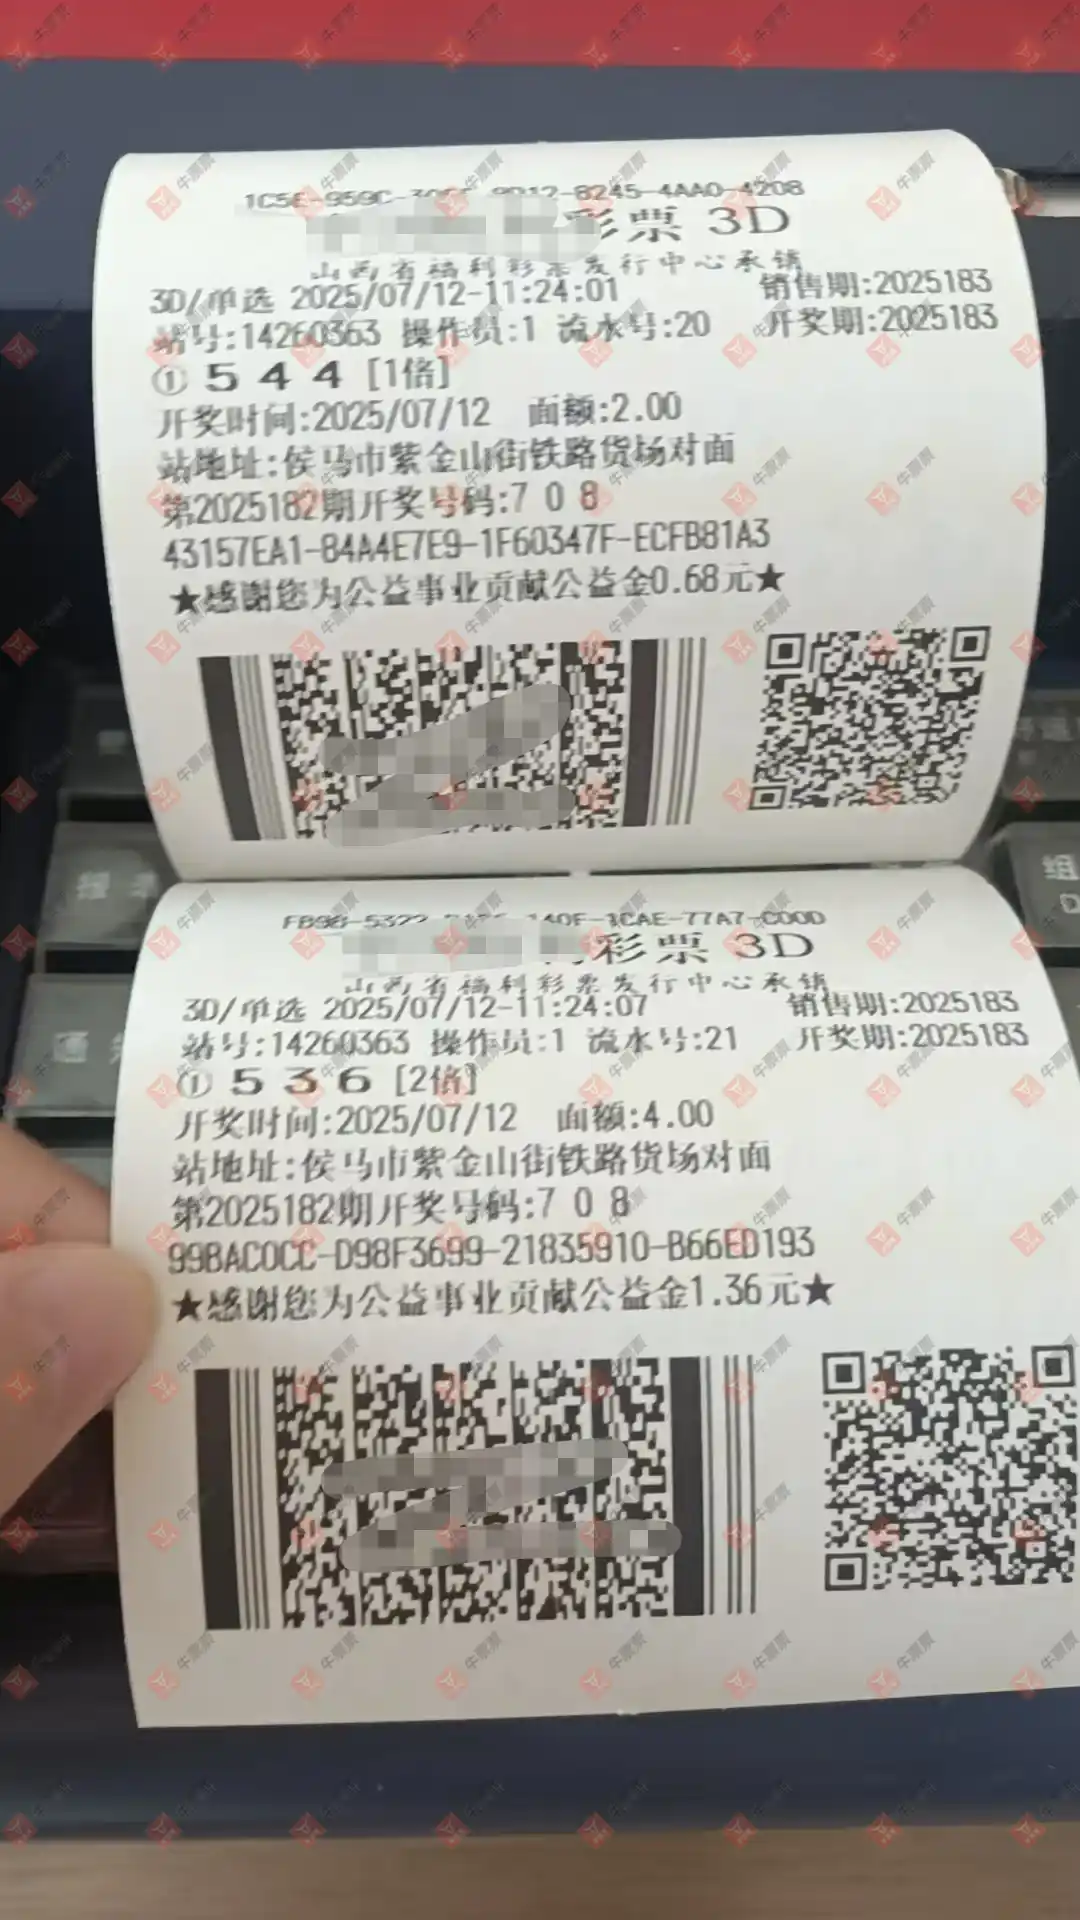 彩票 3D
山西省福利彩票发行中心承销
3D/单选 2025/07/12-11:24:01 销售期:2025183
站号:14260363 操作员:1 流水号:20 开奖期:2025183
① 5 4 4 [1倍]
开奖时间:2025/07/12 面额:2.00
站地址:侯马市紫金山街铁路货场对面
第2025182期开奖号码:7 0 8
43157EA1-84A4E7E9-1F60347F-ECFB81A3
★感谢您为公益事业贡献公益金0.68元★
彩票 3D
山西省福利彩票发行中心承销
3D/单选 2025/07/12-11:24:07 销售期:2025183
站号:14260363 操作员:1 流水号:21 开奖期:2025183
① 5 3 6 [2倍]
开奖时间:2025/07/12 面额:4.00
站地址:侯马市紫金山街铁路货场对面
第2025182期开奖号码:7 0 8
99BAC0CC-D98F3699-21835910-B66ED193
★感谢您为公益事业贡献公益金1.36元★
牛票票